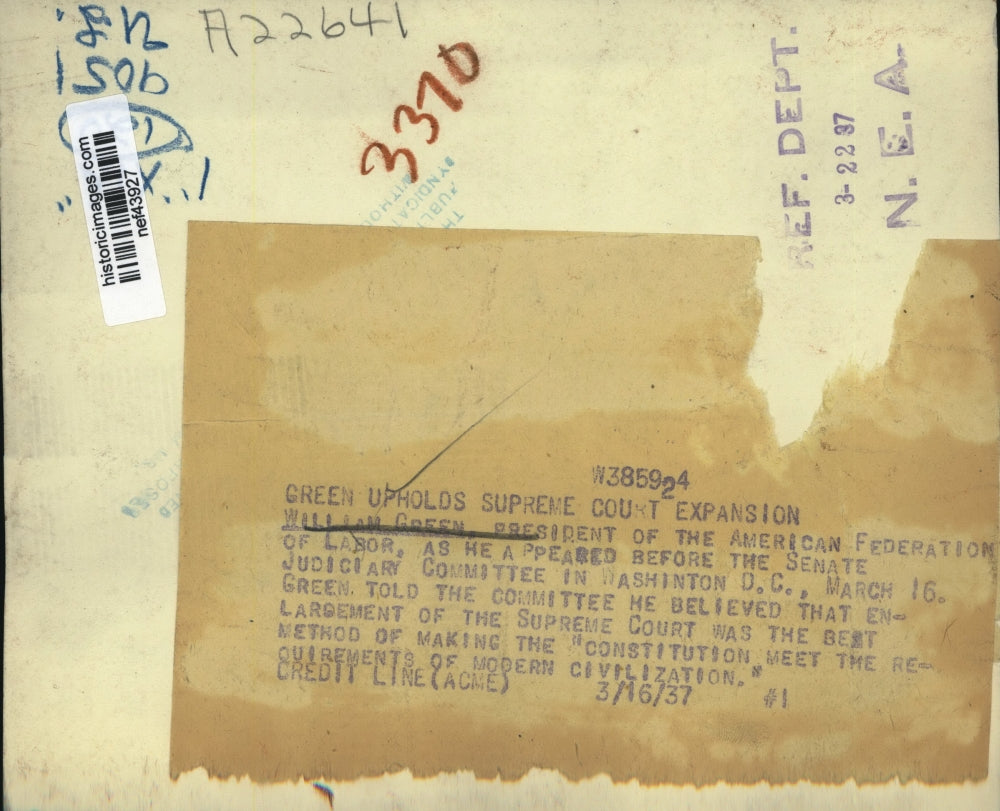 A22641
3370
REF. DEPT.
3-22 37
N. E. A.
historicimages.com
nef43927
W385924
GREEN UPHOLDS SUPREME COURT EXPANSION
WILLIAM GREEN PRESIDENT OF THE AMERICAN FEDERATION
OF LABOR, AS HE APPEARED BEFORE THE SENATE
JUDICIARY COMMITTEE IN WASHINTON D.C., MARCH 16.
GREEN TOLD THE COMMITTEE HE BELIEVED THAT EN-
LARGEMENT OF THE SUPREME COURT WAS THE BEST
METHOD OF MAKING THE "CONSTITUTION MEET THE RE-
QUIREMENTS OF MODERN CIVILIZATION."
CREDIT LINE (ACME) 3/16/37 #1